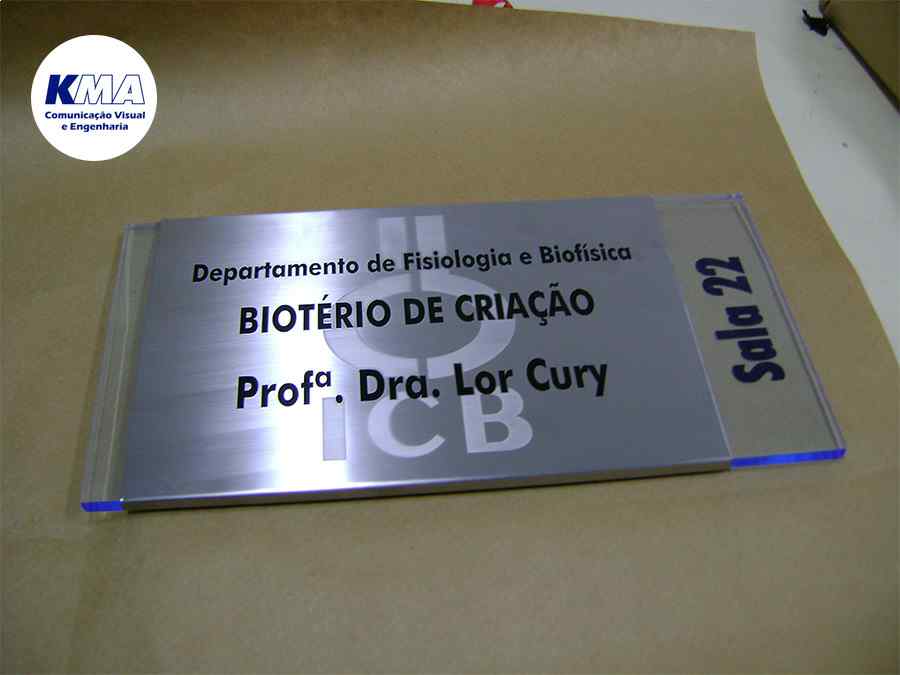 KMA
Comunicação Visual
e Engenharia
Departamento de Fisiologia e Biofísica
BIOTÉRIO DE CRIAÇÃO
Profª. Dra. Lor Cury
ICB
Sala 22